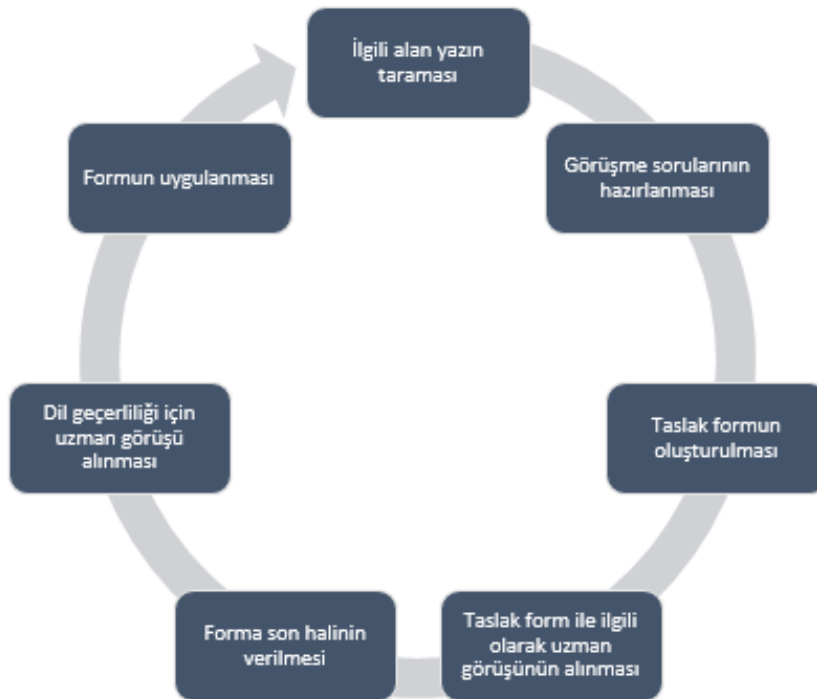 İlgili alan yazın
taraması
Görüşme sorularının
hazırlanması
Taslak formun
oluşturulması
Taslak form ile ilgili
olarak uzman
görüşünün alınması
Forma son halinin
verilmesi
Dil geçerliliği için
uzman görüşü
alınması
Formun uygulanması